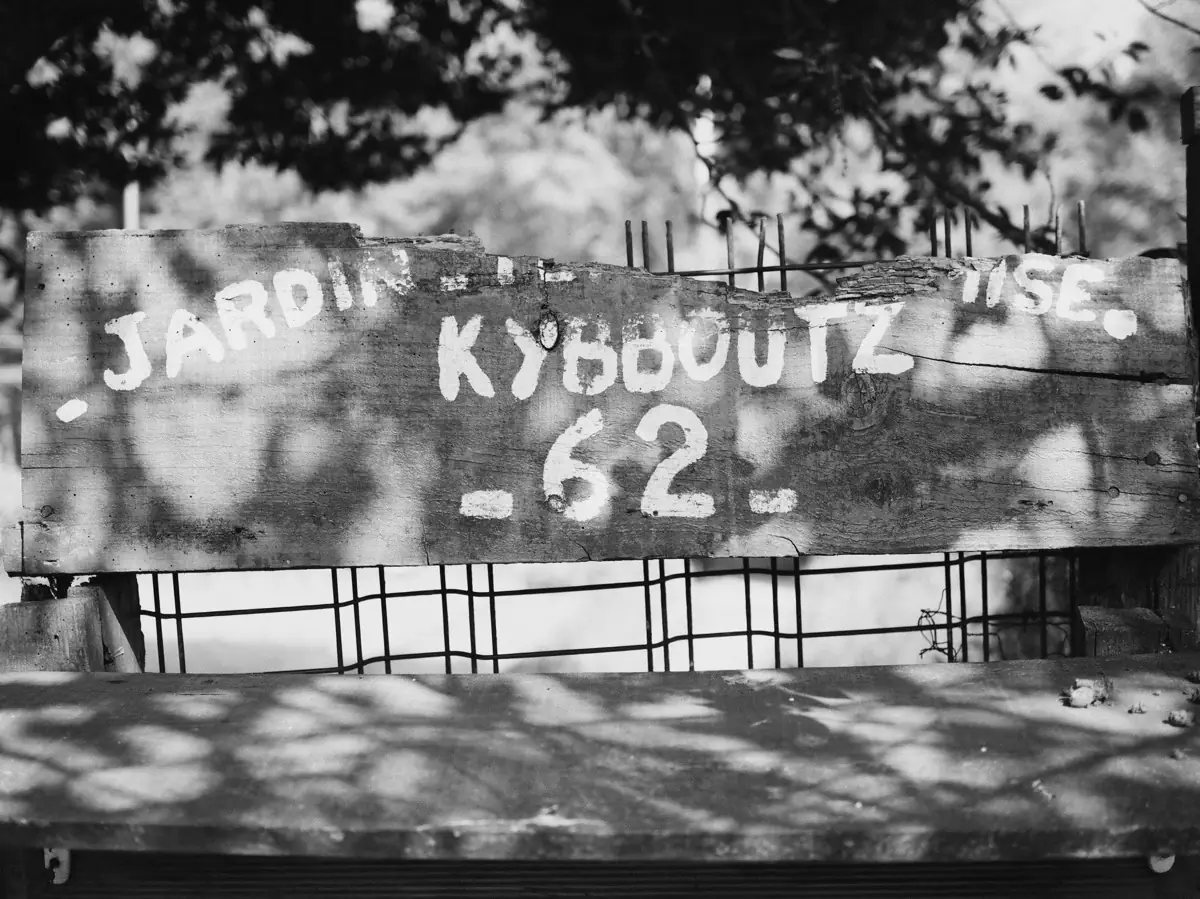 JARDIN
KYBBOUTZ
- 62 -